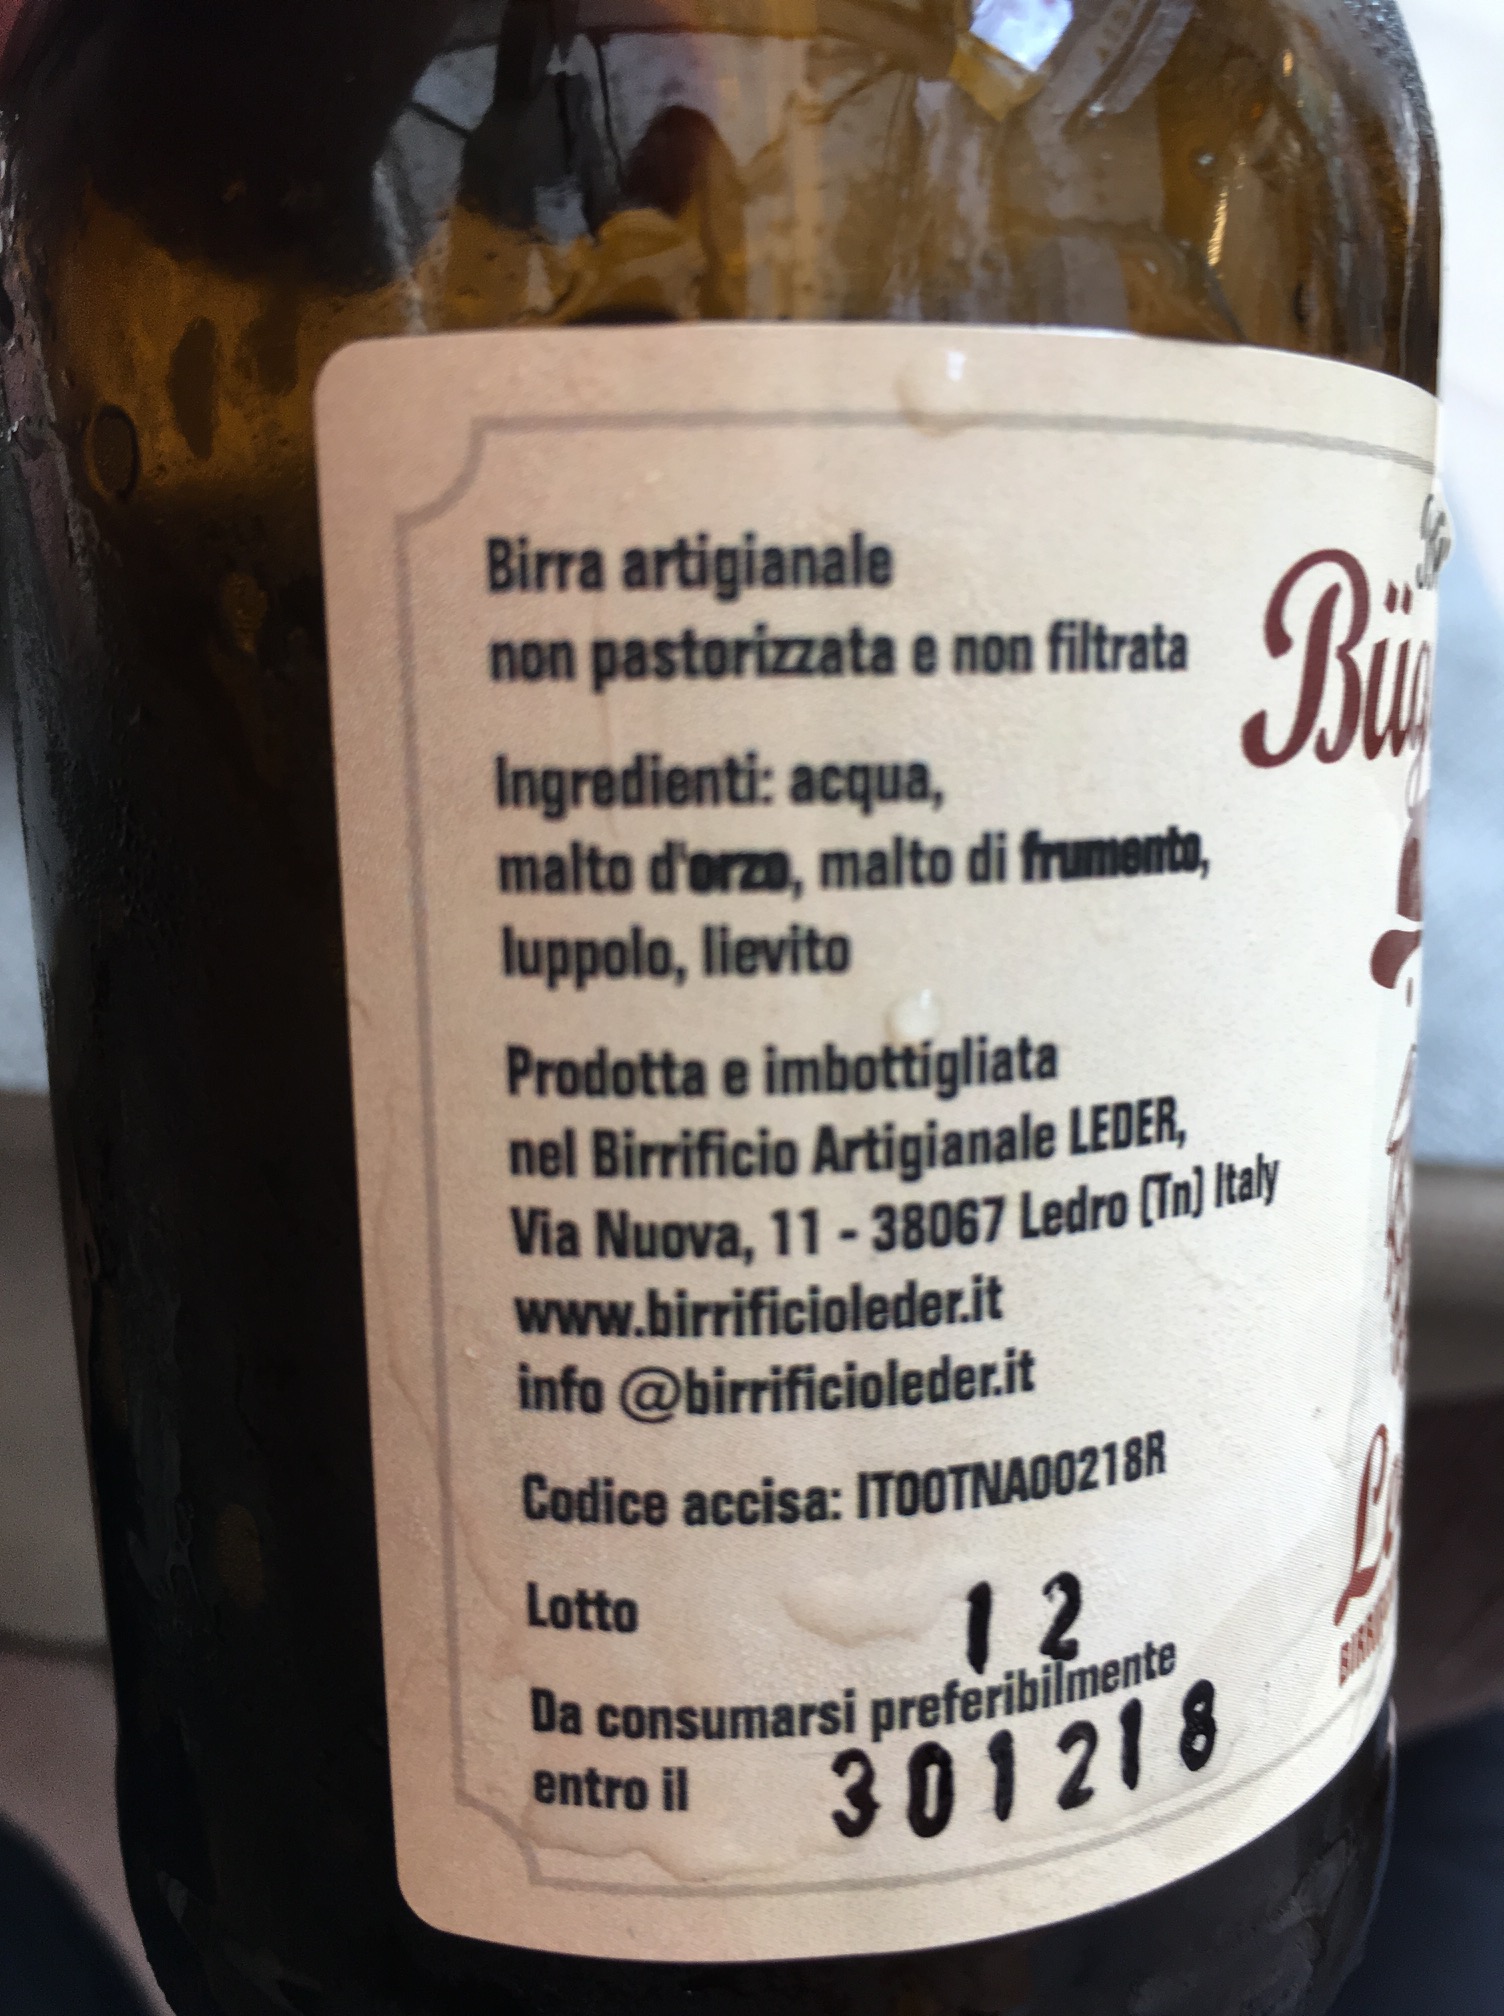 Birra artigianale
non pastorizzata e non filtrata
Ingredienti: acqua,
malto d'orzo, malto di frumento,
luppolo, lievito
Prodotta e imbottigliata
nel Birrificio Artigianale LEDER,
Via Nuova, 11 - 38067 Ledro (Tn) Italy
www.birrificioleder.it
info @birrificioleder.it
Codice accisa: IT00TNA00218R
Lotto 12
Da consumarsi preferibilmente
entro il 301218